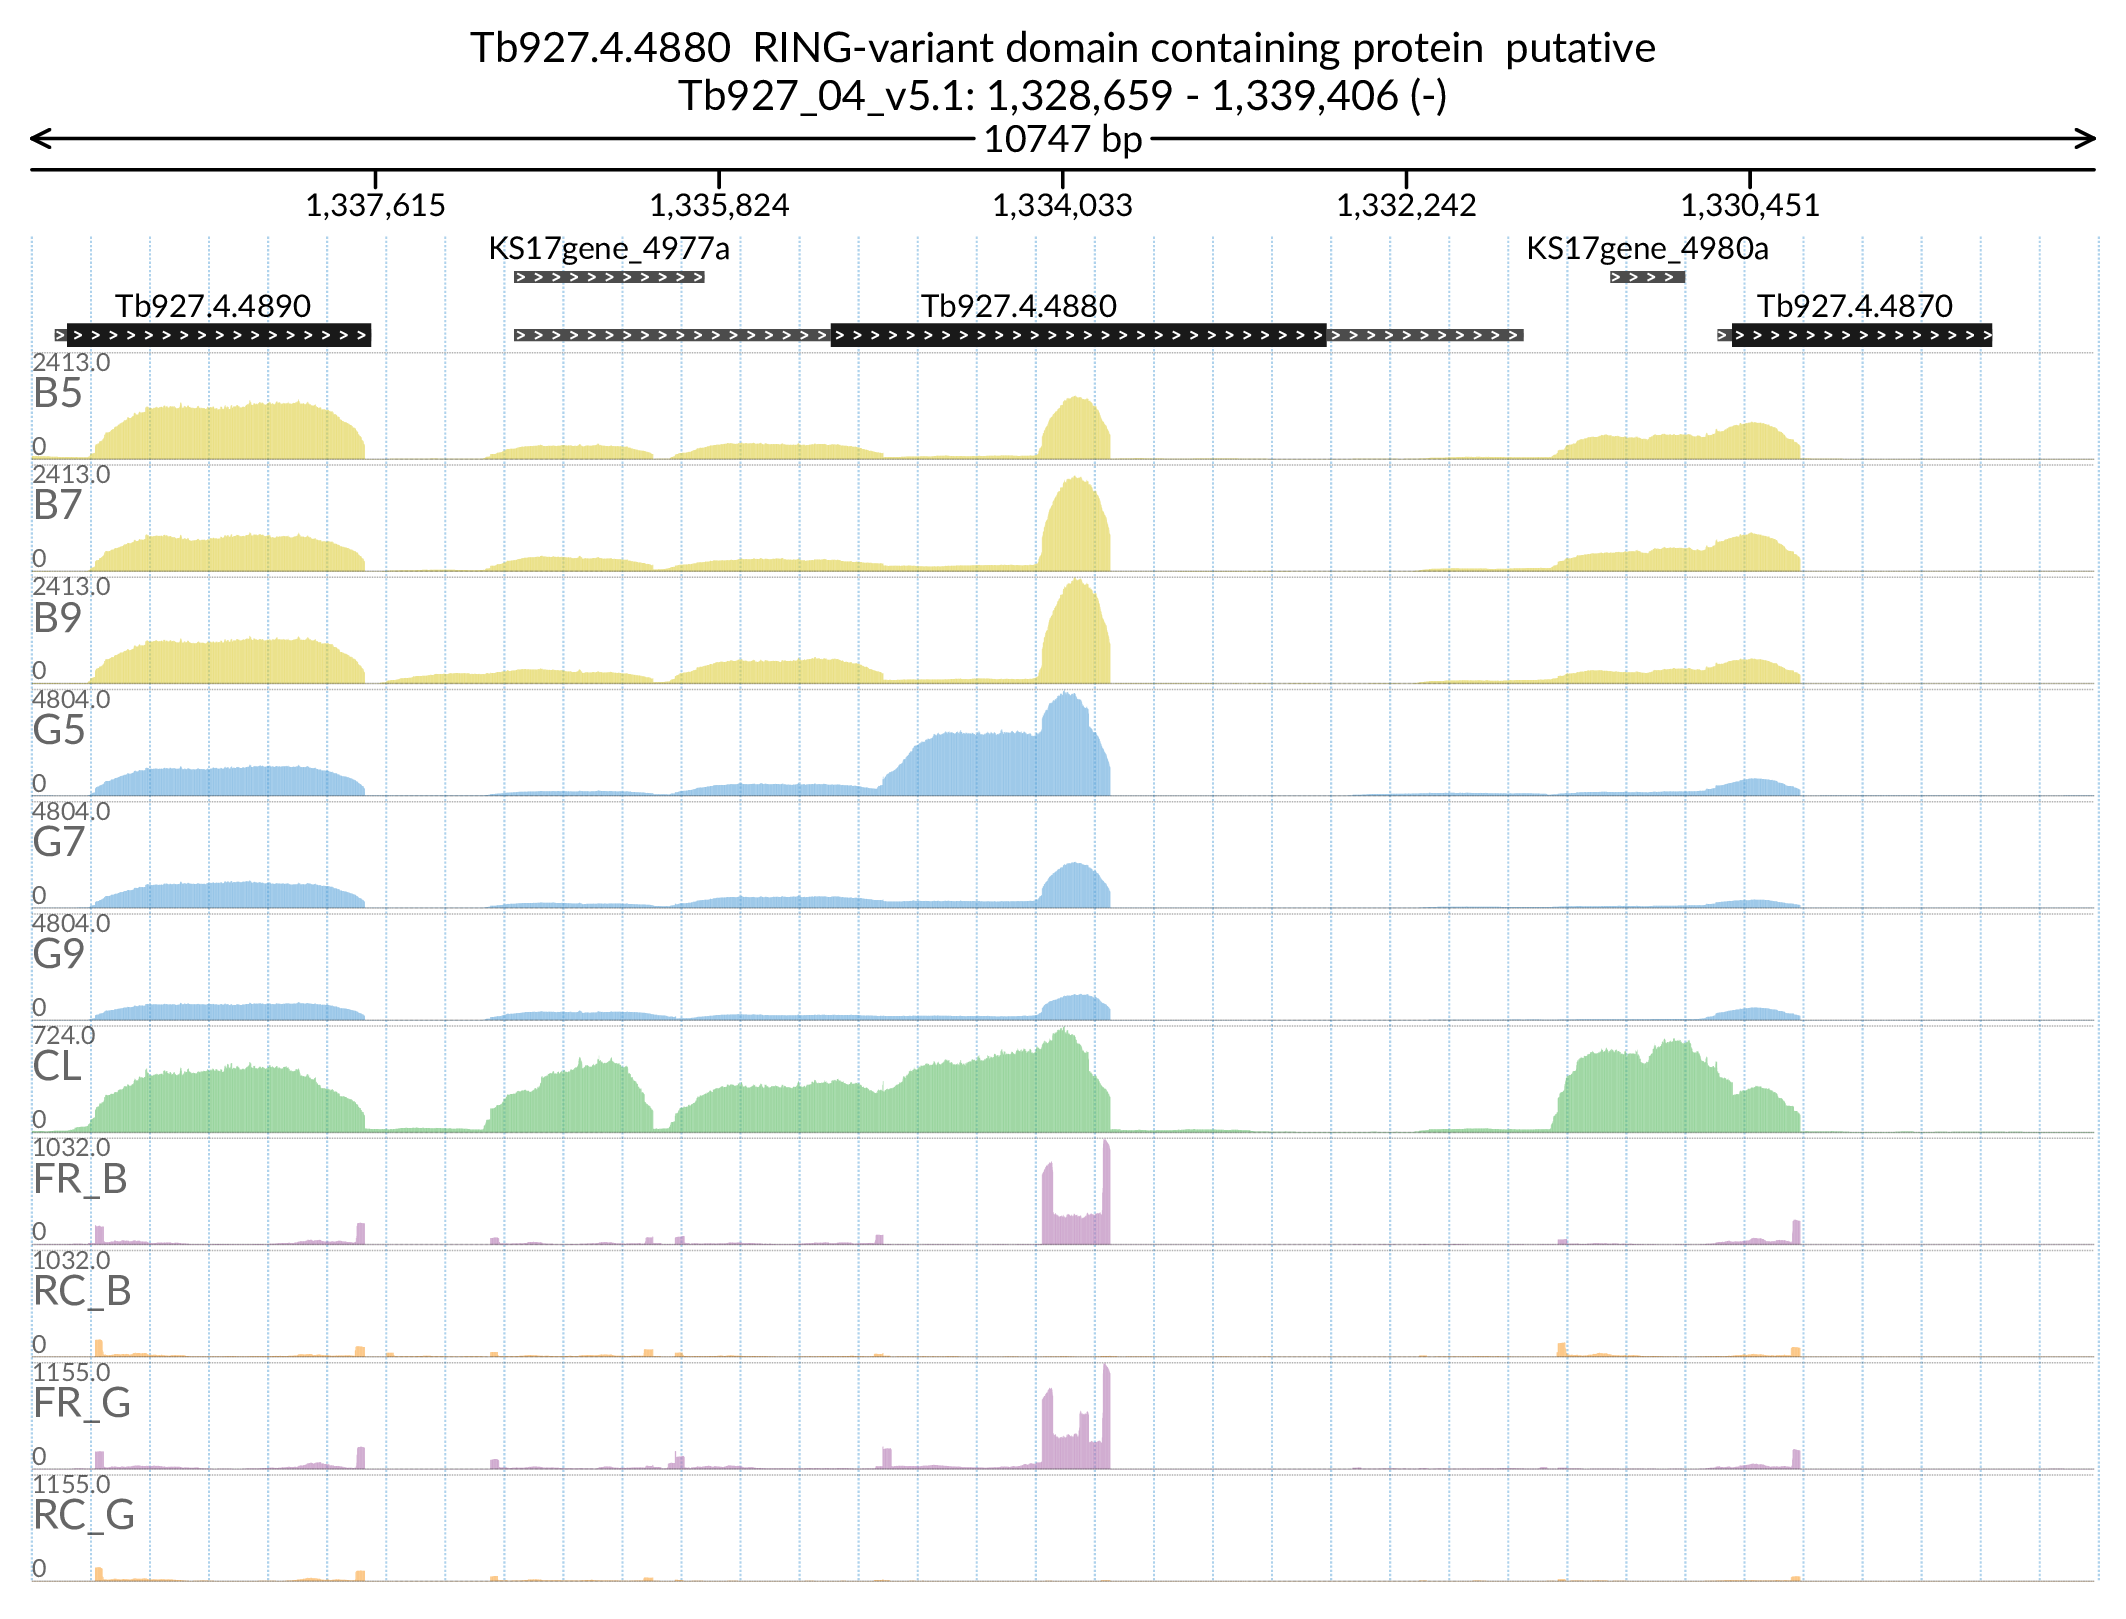 Tb927.4.4880  RING-variant domain containing protein  putative
Tb927_04_v5.1: 1,328,659 - 1,339,406 (-)
10747 bp
1,337,615 1,335,824 1,334,033 1,332,242 1,330,451
KS17gene_4977a KS17gene_4980a
Tb927.4.4890 Tb927.4.4880 Tb927.4.4870
2413.0
B5
0
2413.0
B7
0
2413.0
B9
0
4804.0
G5
0
4804.0
G7
0
4804.0
G9
0
724.0
CL
0
1032.0
FR_B
0
1032.0
RC_B
0
1155.0
FR_G
0
1155.0
RC_G
0